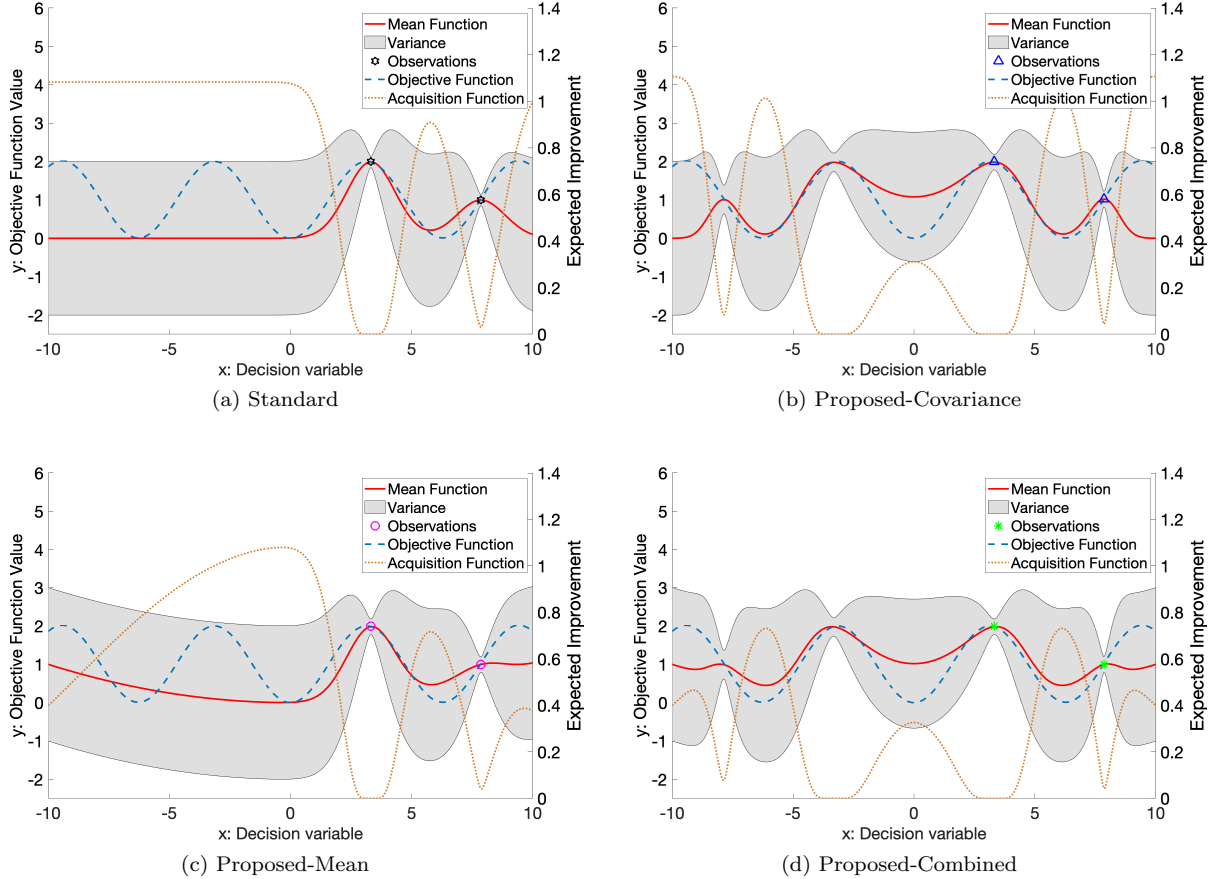 6
5
4
3
2
1
0
-1
-2
y: Objective Function Value
-10
-5
0
5
10
x: Decision variable
1.4
1.2
1
0.8
0.6
0.4
0.2
0
Expected Improvement
Mean Function
Variance
Observations
Objective Function
Acquisition Function
(a) Standard
6
5
4
3
2
1
0
-1
-2
y: Objective Function Value
-10
-5
0
5
10
x: Decision variable
1.4
1.2
1
0.8
0.6
0.4
0.2
0
Expected Improvement
Mean Function
Variance
Observations
Objective Function
Acquisition Function
(b) Proposed-Covariance
6
5
4
3
2
1
0
-1
-2
y: Objective Function Value
-10
-5
0
5
10
x: Decision variable
1.4
1.2
1
0.8
0.6
0.4
0.2
0
Expected Improvement
Mean Function
Variance
Observations
Objective Function
Acquisition Function
(c) Proposed-Mean
6
5
4
3
2
1
0
-1
-2
y: Objective Function Value
-10
-5
0
5
10
x: Decision variable
1.4
1.2
1
0.8
0.6
0.4
0.2
0
Expected Improvement
Mean Function
Variance
Observations
Objective Function
Acquisition Function
(d) Proposed-Combined